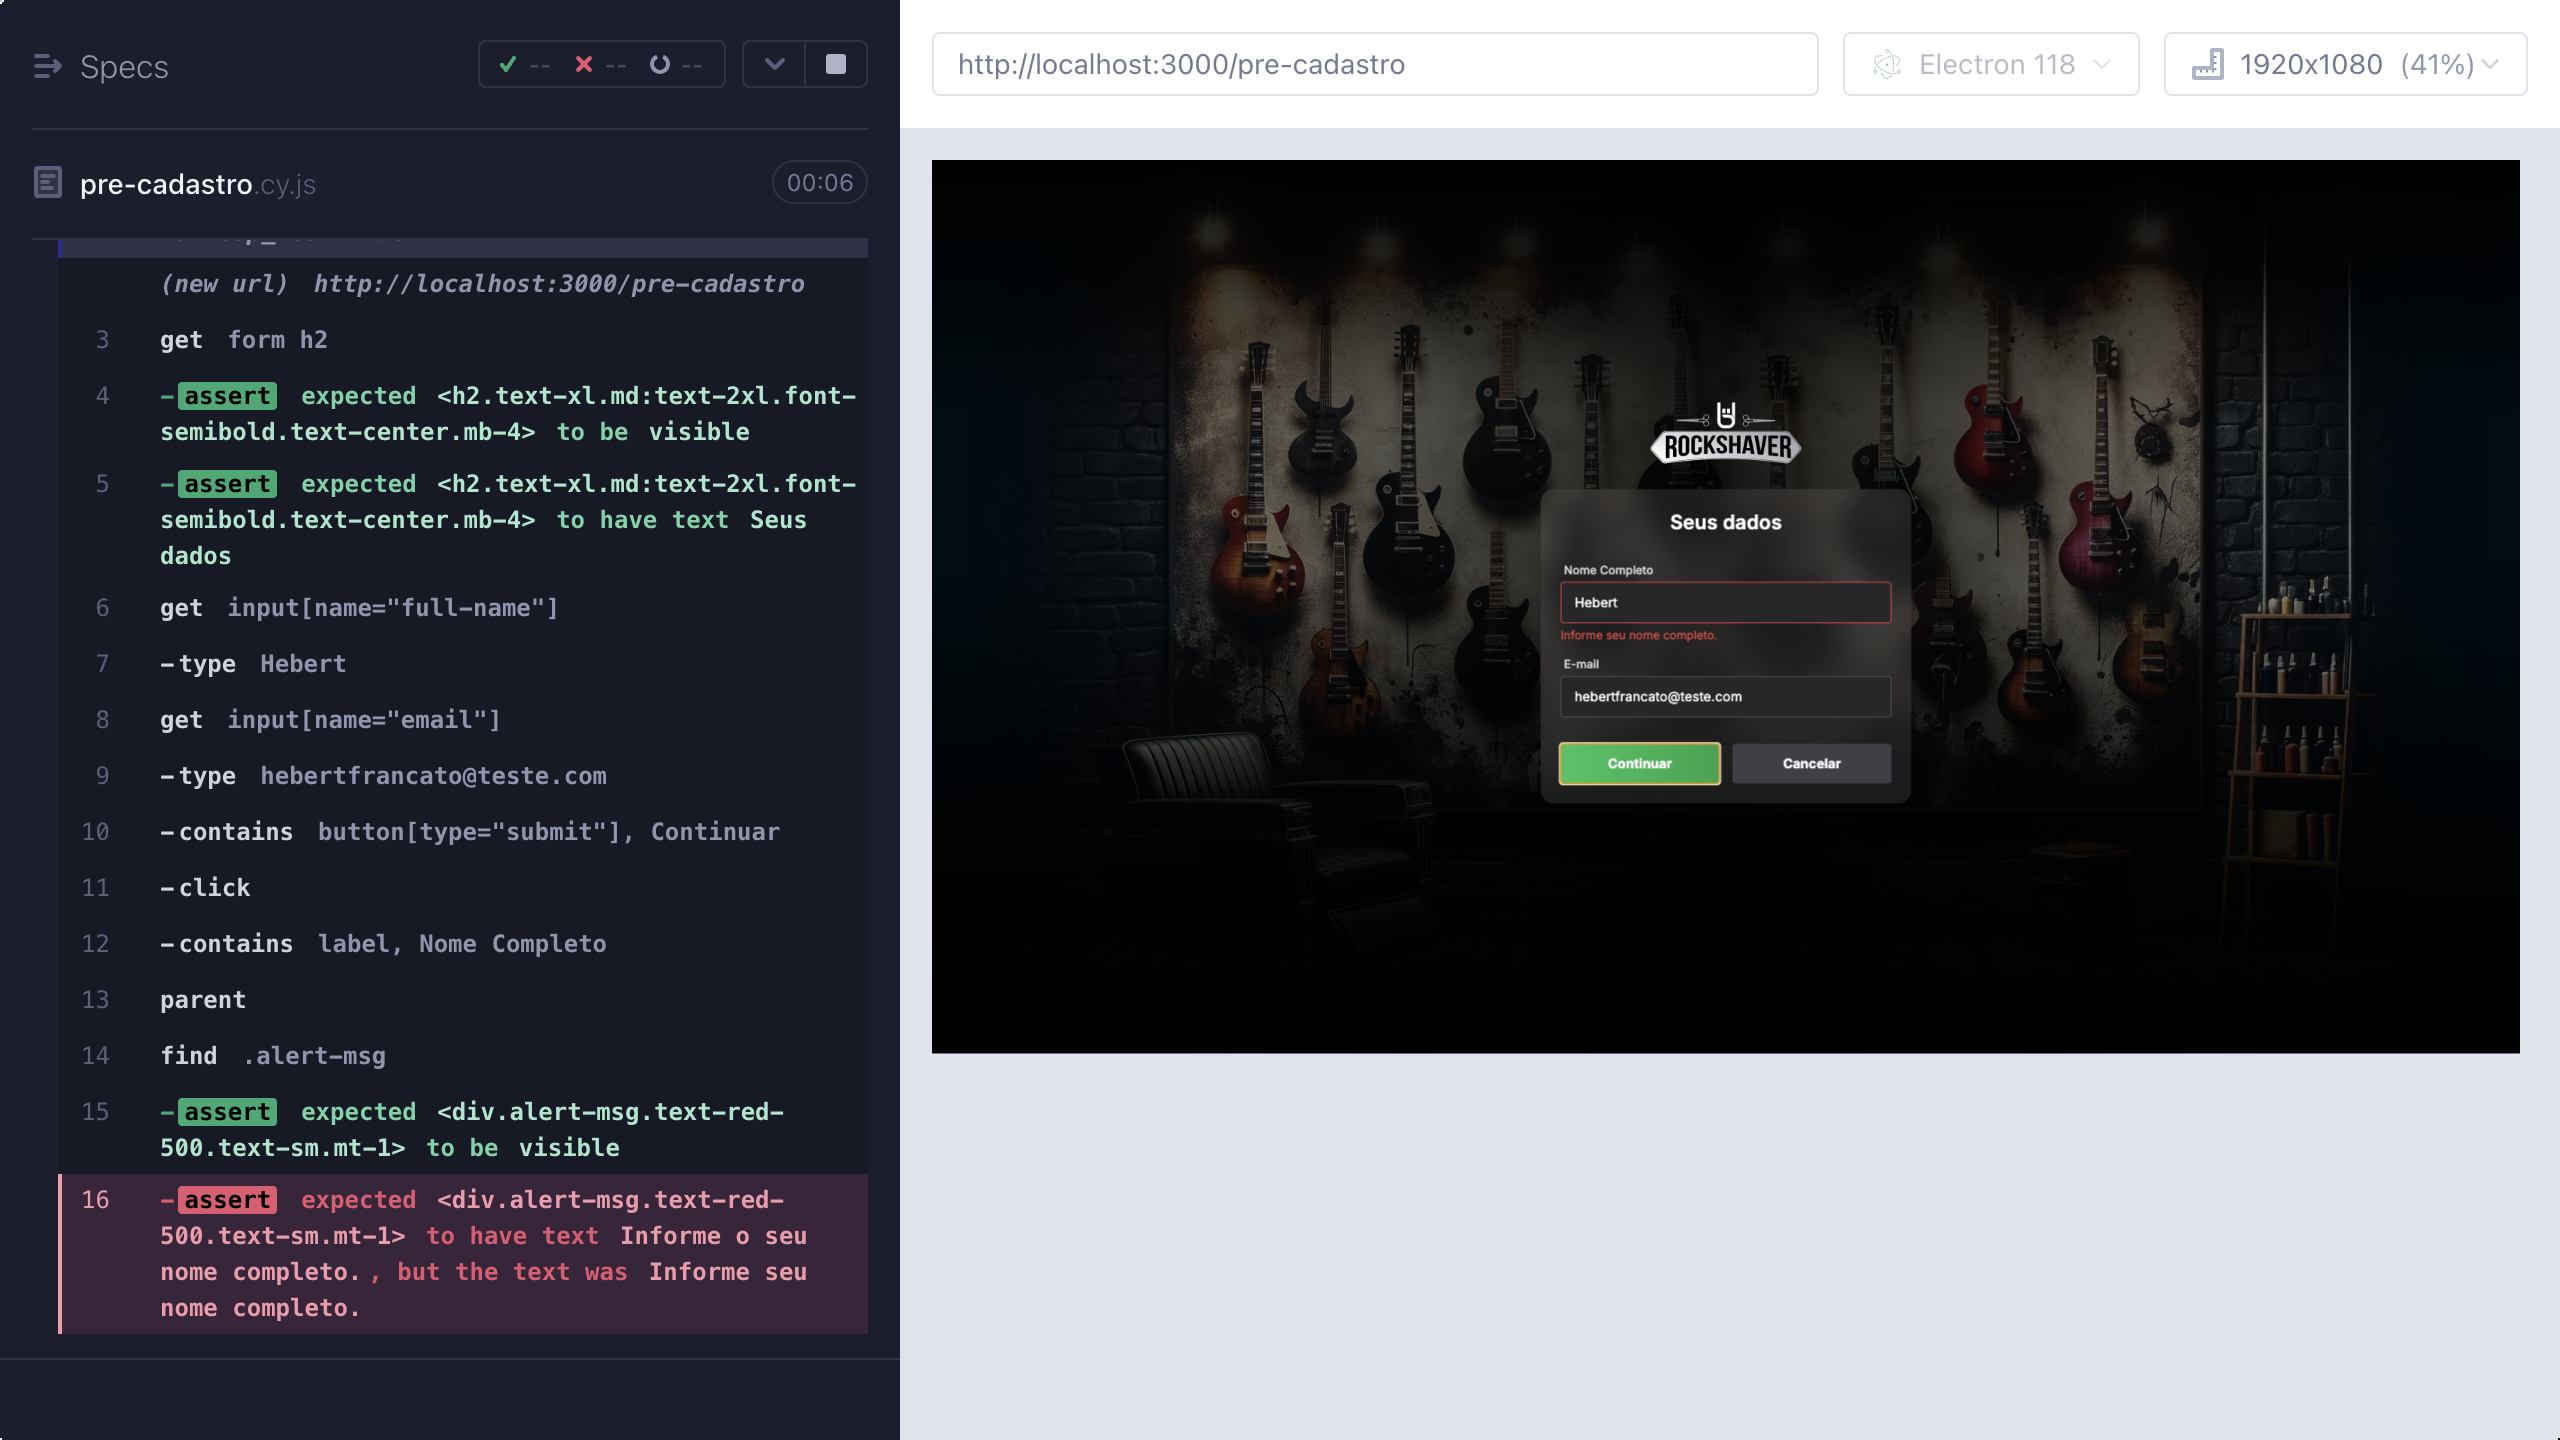 Specs
-- -- --
pre-cadastro.cy.js
00:06
(new url) http://localhost:3000/pre-cadastro
3 get form h2
4 -assert expected <h2.text-xl.md:text-2xl.font-
semibold.text-center.mb-4> to be visible
5 -assert expected <h2.text-xl.md:text-2xl.font-
semibold.text-center.mb-4> to have text Seus
dados
6 get input[name="full-name"]
7 -type Hebert
8 get input[name="email"]
9 -type hebertfrancato@teste.com
10 -contains button[type="submit"], Continuar
11 -click
12 -contains label, Nome Completo
13 parent
14 find .alert-msg
15 -assert expected <div.alert-msg.text-red-
500.text-sm.mt-1> to be visible
16 -assert expected <div.alert-msg.text-red-
500.text-sm.mt-1> to have text Informe o seu
nome completo. , but the text was Informe seu
nome completo.
http://localhost:3000/pre-cadastro
Electron 118
1920x1080 (41%)
ROCKSHAVER
Seus dados
Nome Completo
Hebert
Informe seu nome completo.
E-mail
hebertfrancato@teste.com
Continuar
Cancelar